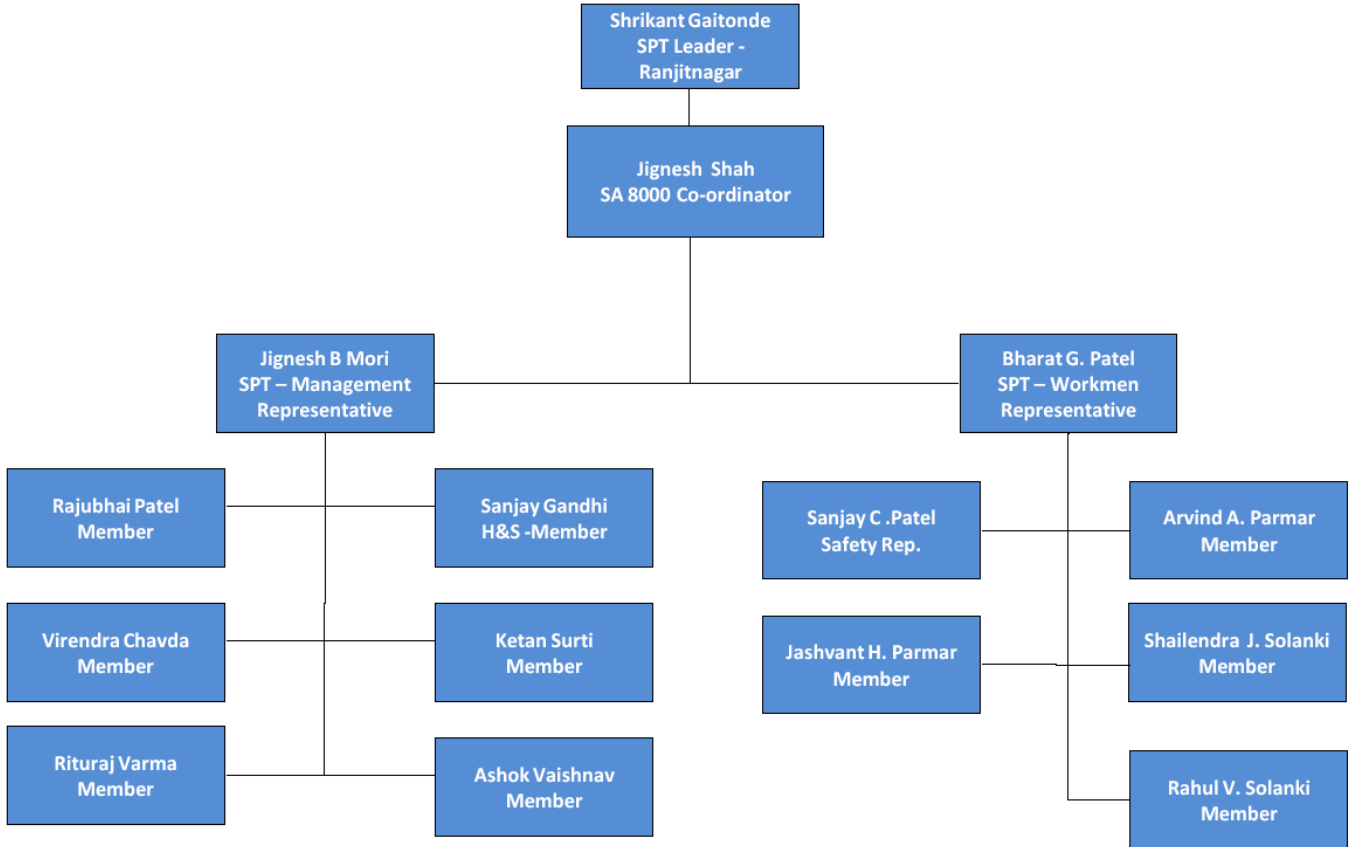 Shrikant Gaitonde
SPT Leader -
Ranjitnagar
Jignesh Shah
SA 8000 Co-ordinator
Jignesh B Mori
SPT – Management
Representative
Bharat G. Patel
SPT – Workmen
Representative
Rajubhai Patel
Member
Sanjay Gandhi
H&S -Member
Sanjay C .Patel
Safety Rep.
Arvind A. Parmar
Member
Virendra Chavda
Member
Ketan Surti
Member
Jashvant H. Parmar
Member
Shailendra J. Solanki
Member
Rituraj Varma
Member
Ashok Vaishnav
Member
Rahul V. Solanki
Member